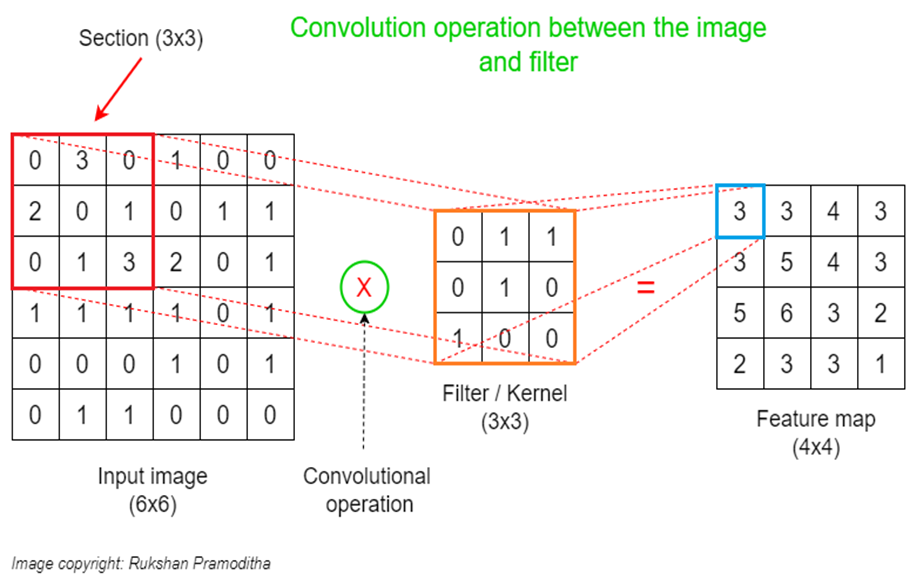 Convolution operation between the image
and filter
Section (3x3)
0 3 0 1 0 0
2 0 1 0 1 1
0 1 3 2 0 1
1 1 1 1 0 1
0 0 0 1 0 1
0 1 1 0 0 0
Input image
(6x6)
X
Convolutional
operation
0 1 1
0 1 0
1 0 0
Filter / Kernel
(3x3)
=
3 3 4 3
3 5 4 3
5 6 3 2
2 3 3 1
Feature map
(4x4)
Image copyright: Rukshan Pramoditha